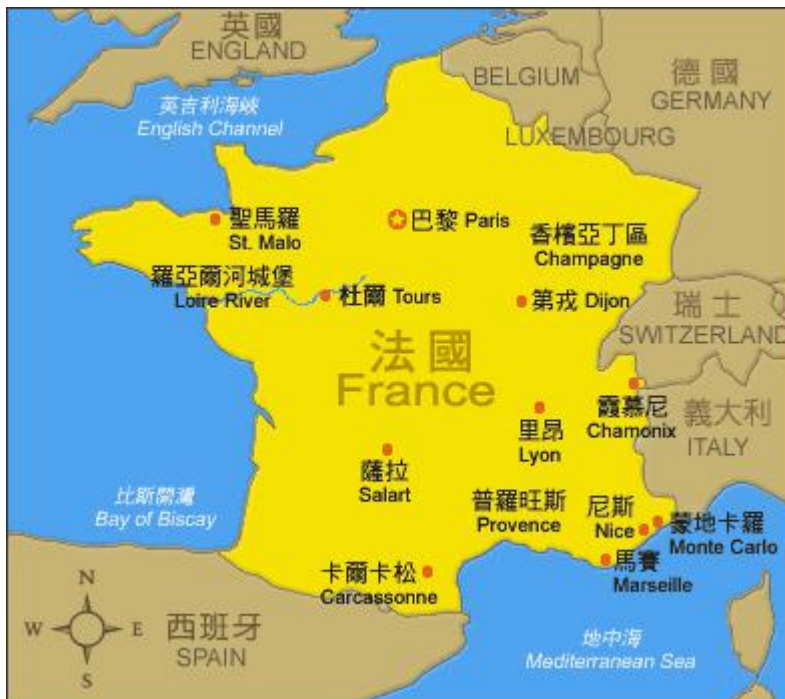 英國
ENGLAND
BELGIUM
德國
GERMANY
英吉利海峽
English Channel
LUXEMBOURG
聖馬羅
St. Malo
巴黎 Paris
香檳亞丁區
Champagne
羅亞爾河城堡
Loire River
杜爾 Tours
第戎 Dijon
瑞士
SWITZERLAND
法國
France
霞慕尼
Chamonix
義大利
ITALY
里昂
Lyon
薩拉
Salart
比斯開灣
Bay of Biscay
普羅旺斯
Provence
尼斯
Nice
蒙地卡羅
Monte Carlo
馬賽
Marseille
卡爾卡松
Carcassonne
N
W
E
S
西班牙
SPAIN
地中海
Mediterranean Sea